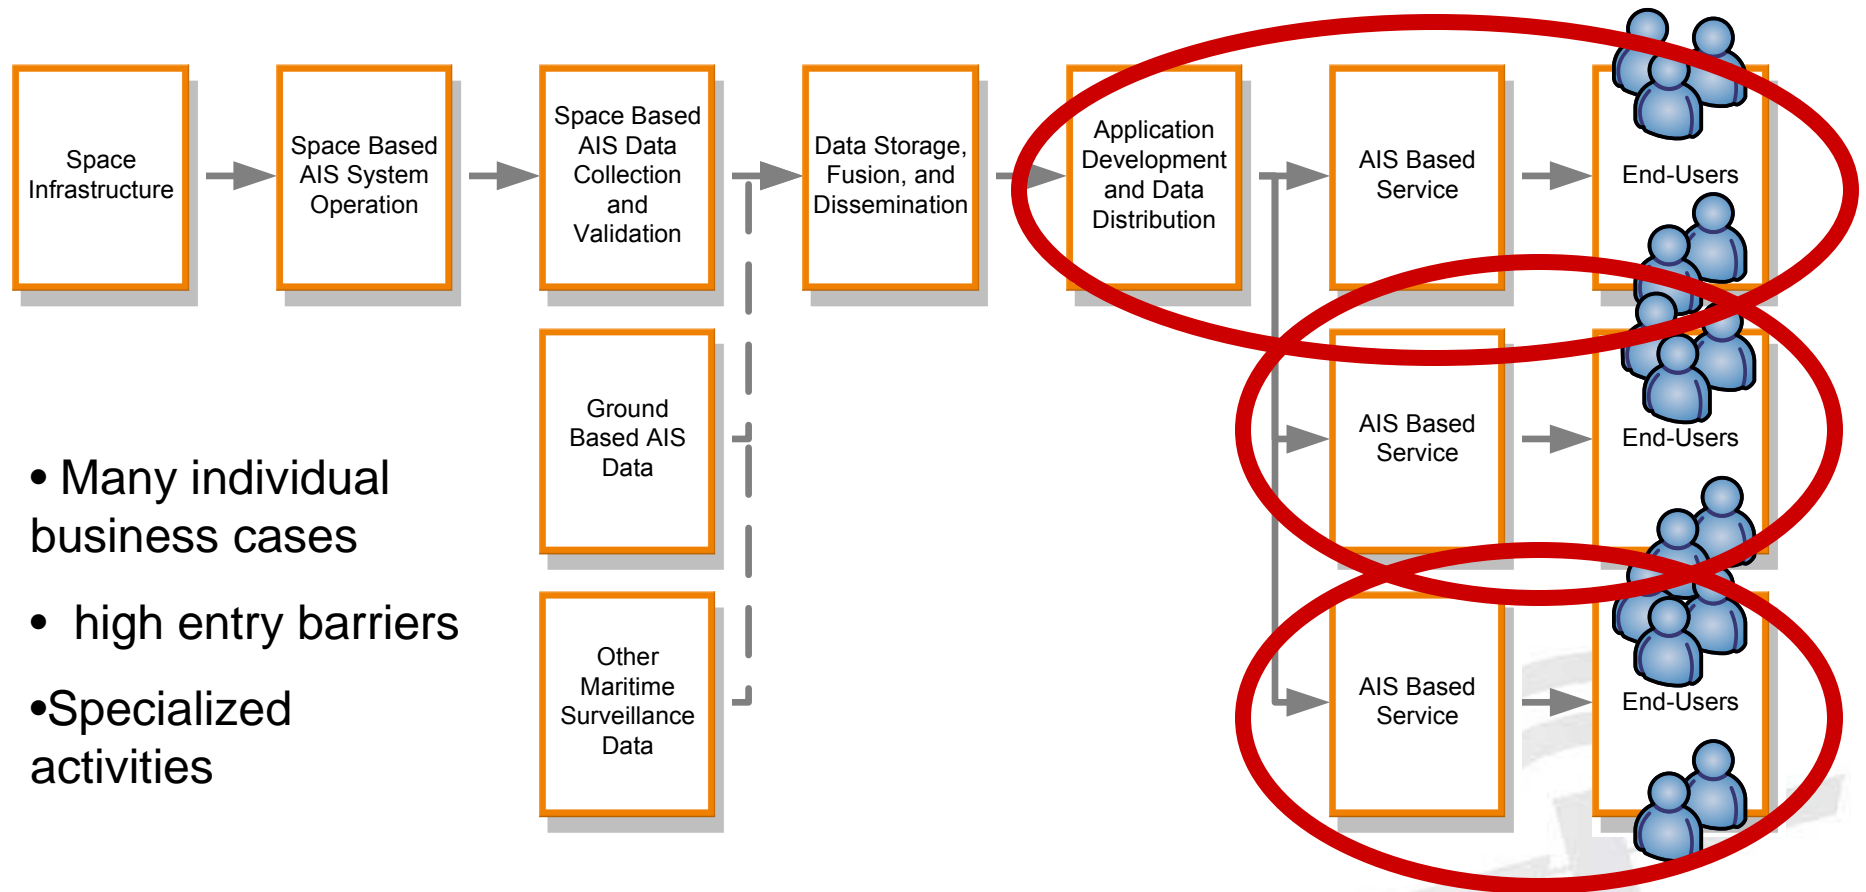 Space
Infrastructure
Space Based
AIS System
Operation
Space Based
AIS Data
Collection
and
Validation
Data Storage,
Fusion, and
Dissemination
Application
Development
and Data
Distribution
AIS Based
Service
End-Users
Ground
Based AIS
Data
AIS Based
Service
End-Users
Other
Maritime
Surveillance
Data
AIS Based
Service
End-Users
• Many individual
business cases
• high entry barriers
•Specialized
activities